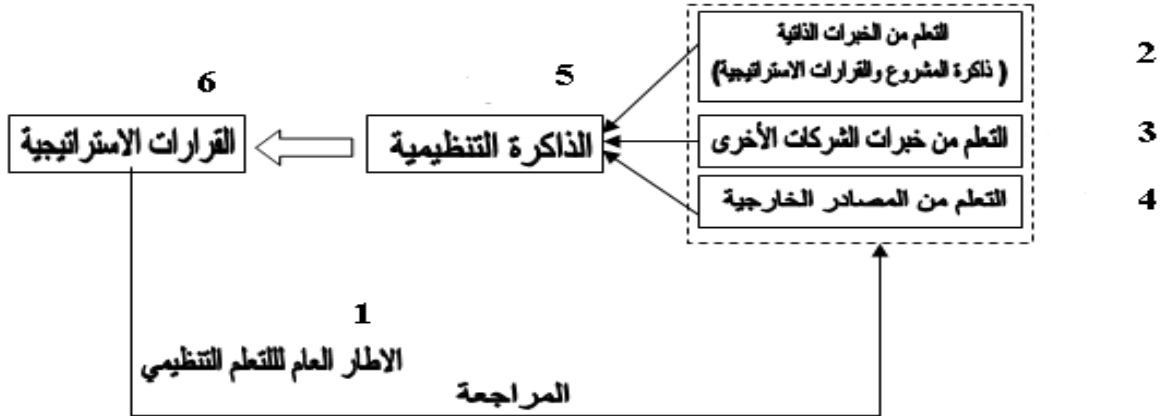 التعلم من الخبرات الذاتية
( ذاكرة المشروع والقرارات الاستراتيجية)
2
6
5
القرارات الاستراتيجية
الذاكرة التنظيمية
التعلم من خبرات الشركات الأخرى
3
التعلم من المصادر الخارجية
4
1
الاطار العام لللتعلم التنظيمي
المراجعة